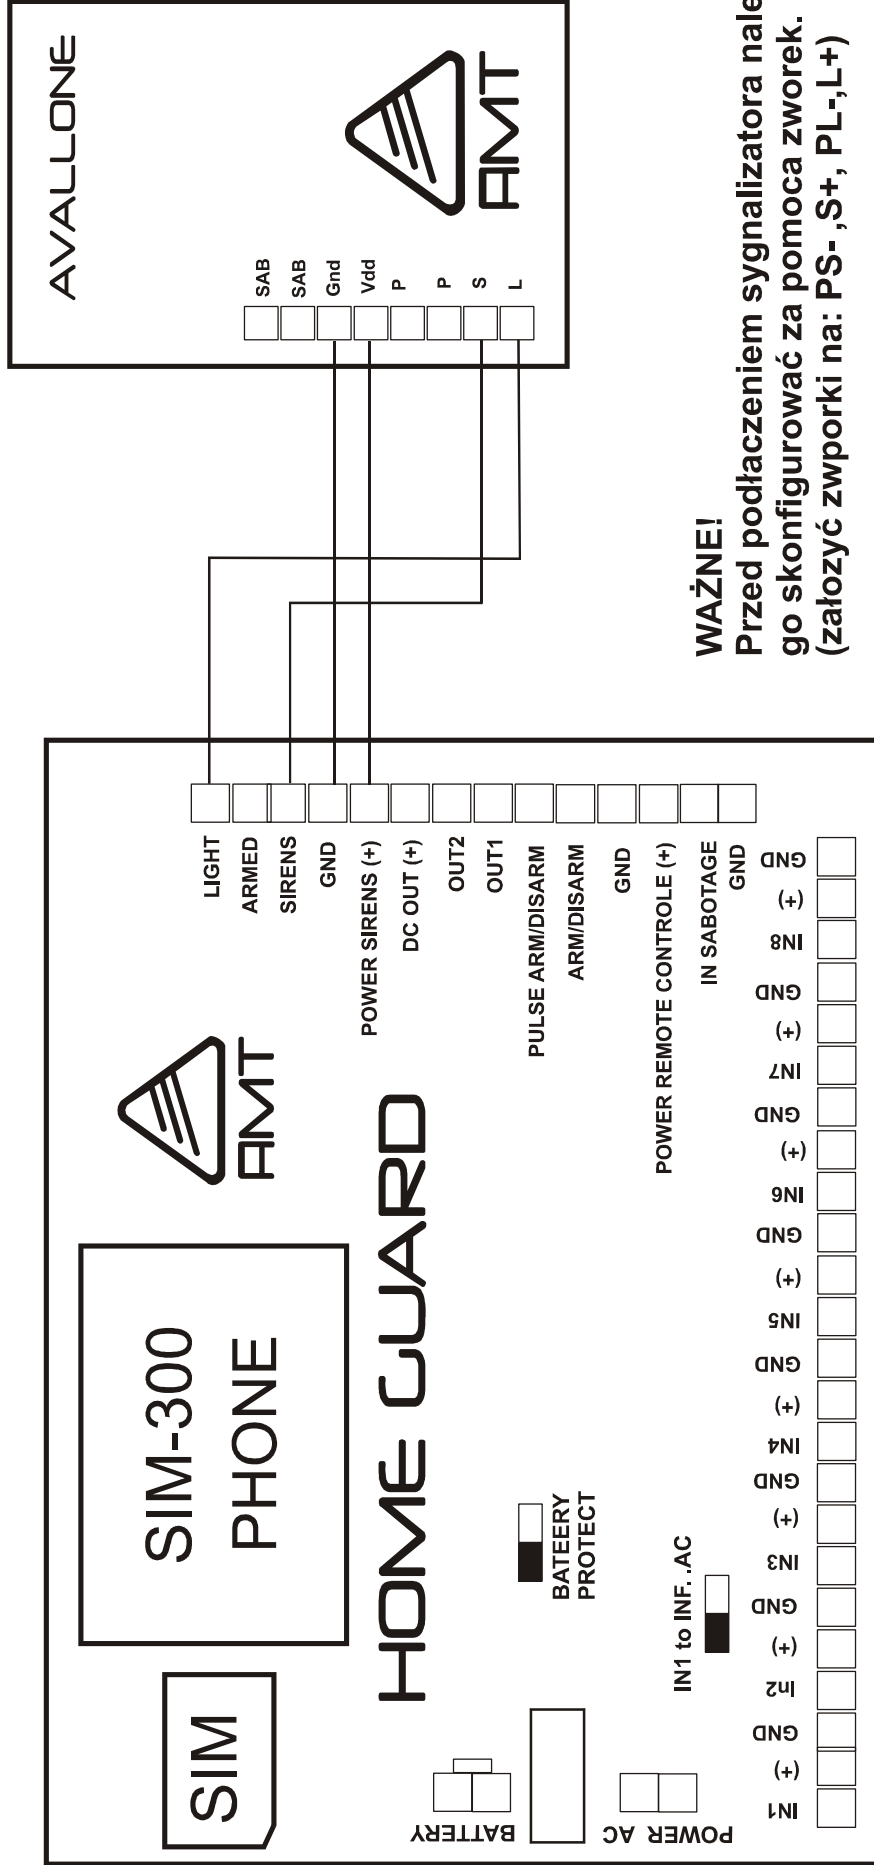 AVALLONE
SAB
SAB
Gnd
Vdd
P
P
S
L
AMT
WAŻNE!
Przed podłaczeniem sygnalizatora nale
go skonfigurować za pomoca zworek.
(załozyć zwporki na: PS- ,S+, PL-,L+)
LIGHT
ARMED
SIRENS
GND
POWER SIRENS (+)
DC OUT (+)
OUT2
OUT1
PULSE ARM/DISARM
ARM/DISARM
GND
POWER REMOTE CONTROLE (+)
IN SABOTAGE
GND
AMT
SIM-300
PHONE
SIM
HOME GUARD
BATEERY
PROTECT
IN1 to INF. .AC
BATTERY
POWER AC
IN1
(+)
GND
In2
(+)
GND
IN3
(+)
GND
IN4
(+)
GND
IN5
(+)
GND
IN6
(+)
GND
IN7
(+)
GND
IN8
(+)
GND